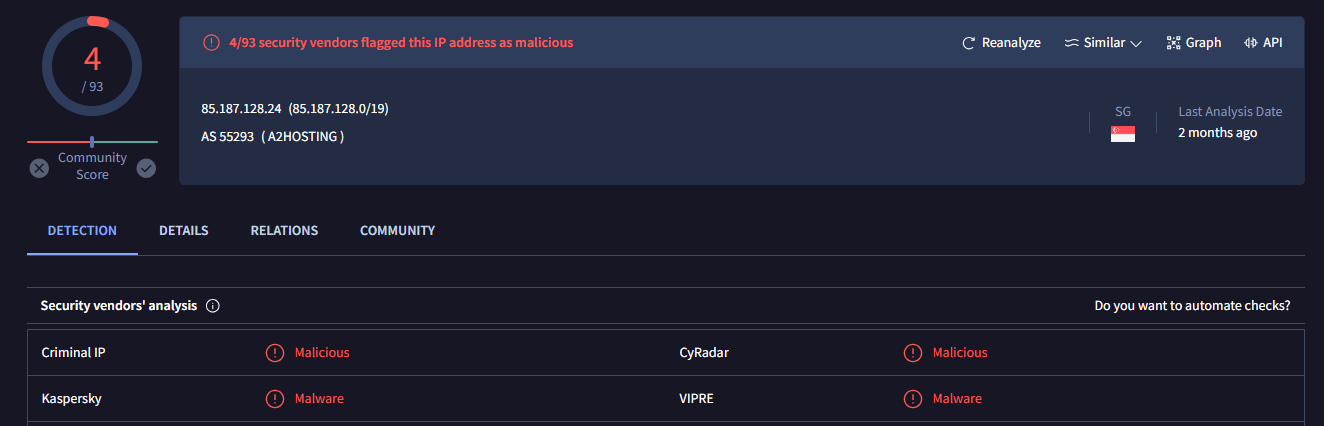 4
/ 93
Community
Score
4/93 security vendors flagged this IP address as malicious
Reanalyze
Similar
Graph
API
85.187.128.24 (85.187.128.0/19)
AS 55293 ( A2HOSTING )
SG
Last Analysis Date
2 months ago
DETECTION
DETAILS
RELATIONS
COMMUNITY
Security vendors' analysis
Do you want to automate checks?
Criminal IP
Malicious
CyRadar
Malicious
Kaspersky
Malware
VIPRE
Malware